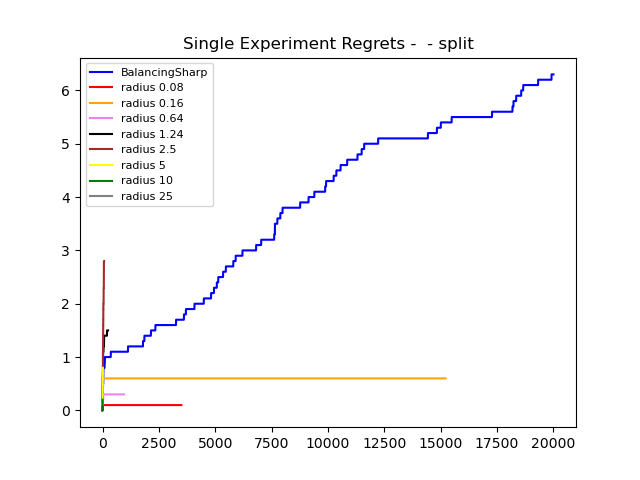 Single Experiment Regrets -  - split
BalancingSharp
radius 0.08
radius 0.16
radius 0.64
radius 1.24
radius 2.5
radius 5
radius 10
radius 25
6
5
4
3
2
1
0
0 2500 5000 7500 10000 12500 15000 17500 20000